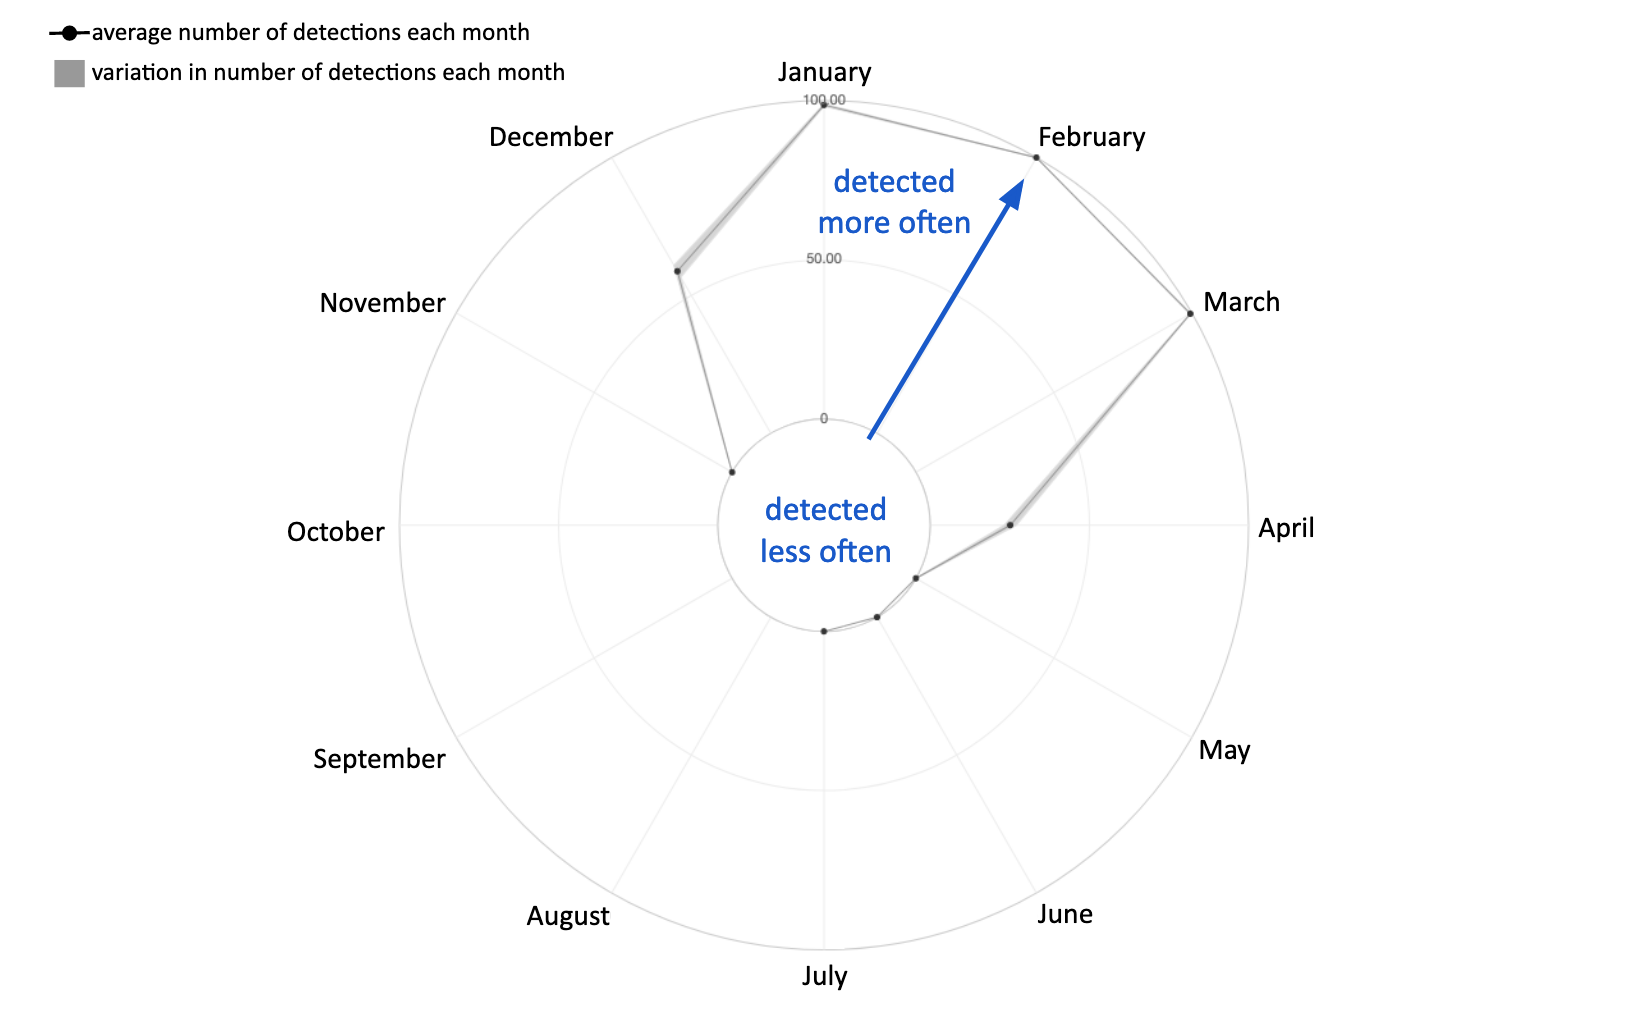 average number of detections each month
variation in number of detections each month
January
100.00
December
February
detected
more often
50.00
November
March
0
detected
less often
October
April
September
May
August
June
July